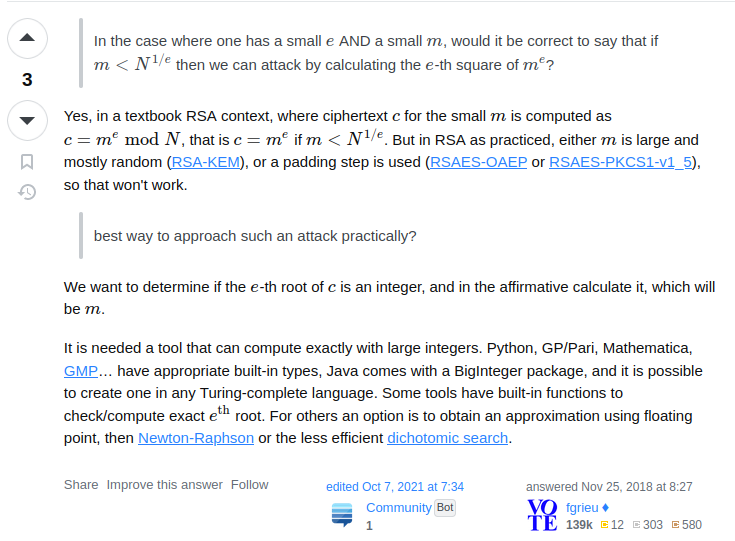 In the case where one has a small e AND a small m, would it be correct to say that if
m < N^{1/e} then we can attack by calculating the e-th square of m^e?
3
Yes, in a textbook RSA context, where ciphertext c for the small m is computed as
c = m^e mod N, that is c = m^e if m < N^{1/e}. But in RSA as practiced, either m is large and
mostly random (RSA-KEM), or a padding step is used (RSAES-OAEP or RSAES-PKCS1-v1_5),
so that won't work.
best way to approach such an attack practically?
We want to determine if the e-th root of c is an integer, and in the affirmative calculate it, which will
be m.
It is needed a tool that can compute exactly with large integers. Python, GP/Pari, Mathematica,
GMP… have appropriate built-in types, Java comes with a BigInteger package, and it is possible
to create one in any Turing-complete language. Some tools have built-in functions to
check/compute exact e^th root. For others an option is to obtain an approximation using floating
point, then Newton-Raphson or the less efficient dichotomic search.
Share Improve this answer Follow
edited Oct 7, 2021 at 7:34
Community Bot
1
answered Nov 25, 2018 at 8:27
VOTE
fgrieu ♦
139k 12 303 580